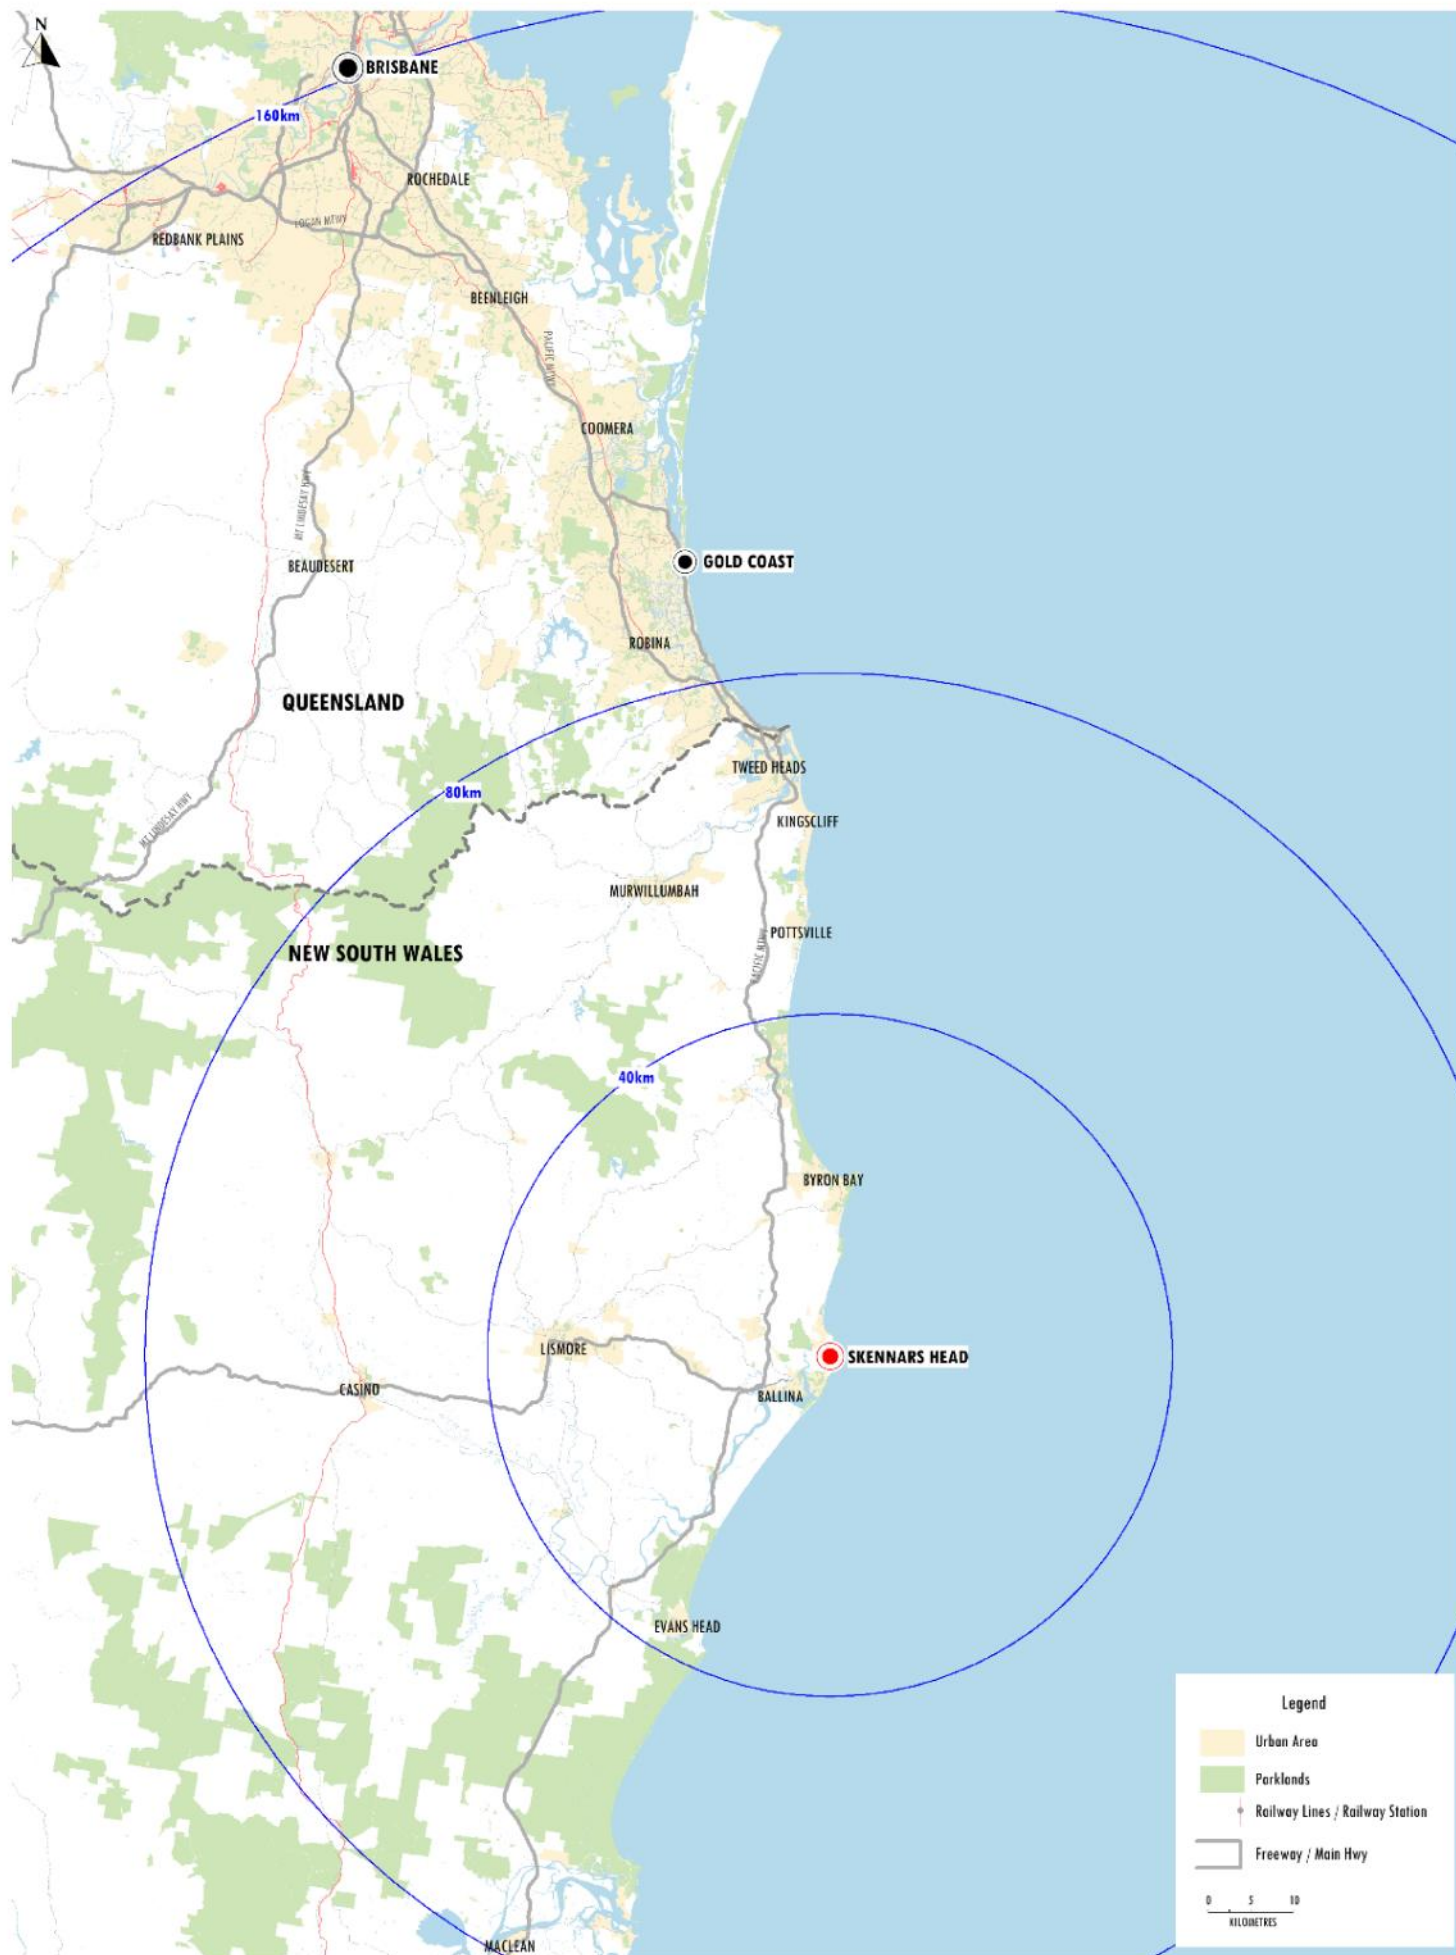 N
BRISBANE
160km
ROCHEDALE
LOGAN MTWY
REDBANK PLAINS
BEENLEIGH
PACIFIC MTWY
COOMERA
MT LINDESAY HWY
GOLD COAST
BEAUDESERT
ROBINA
QUEENSLAND
TWEED HEADS
80km
MT LINDESAY HWY
KINGSCLIFF
MURWILLUMBAH
POTTSVILLE
PACIFIC MTWY
NEW SOUTH WALES
40km
BYRON BAY
LISMORE
SKENNARS HEAD
CASINO
BALLINA
EVANS HEAD
MACLEAN
Legend
Urban Area
Parklands
Railway Lines / Railway Station
Freeway / Main Hwy
0 5 10
KILOMETRES